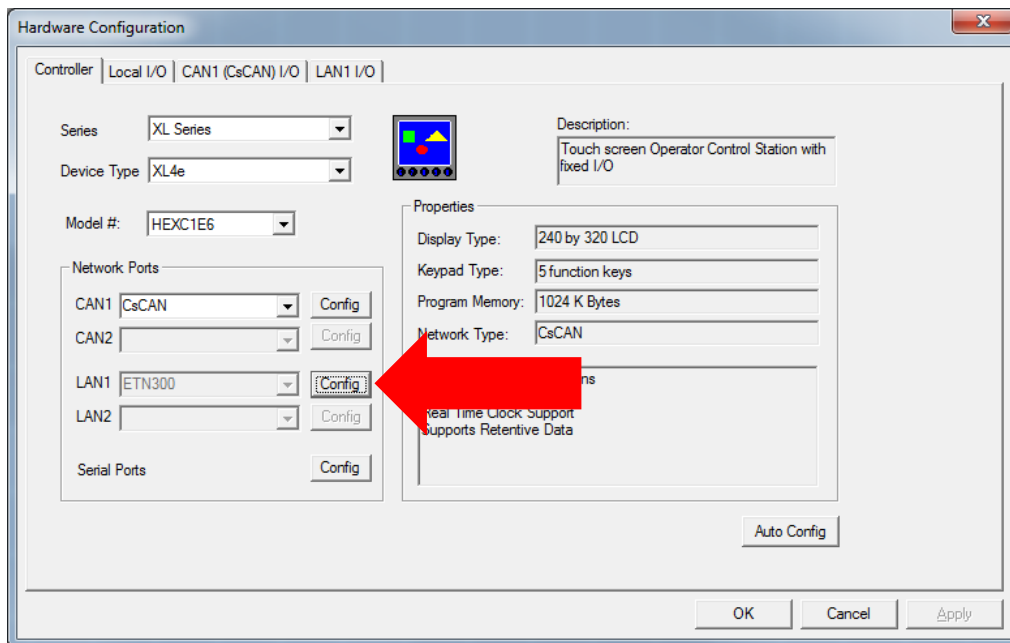 Hardware Configuration
Controller
Local I/O
CAN1 (CsCAN) I/O
LAN1 I/O
Series
XL Series
Device Type
XL4e
Model #:
HEXC1E6
Description:
Touch screen Operator Control Station with
fixed I/O
Network Ports
CAN1
CsCAN
Config
CAN2
Config
LAN1
ETN300
Config
LAN2
Config
Serial Ports
Config
Properties
Display Type:
240 by 320 LCD
Keypad Type:
5 function keys
Program Memory:
1024 K Bytes
Network Type:
CsCAN
Real Time Clock Support
Supports Retentive Data
Auto Config
OK
Cancel
Apply